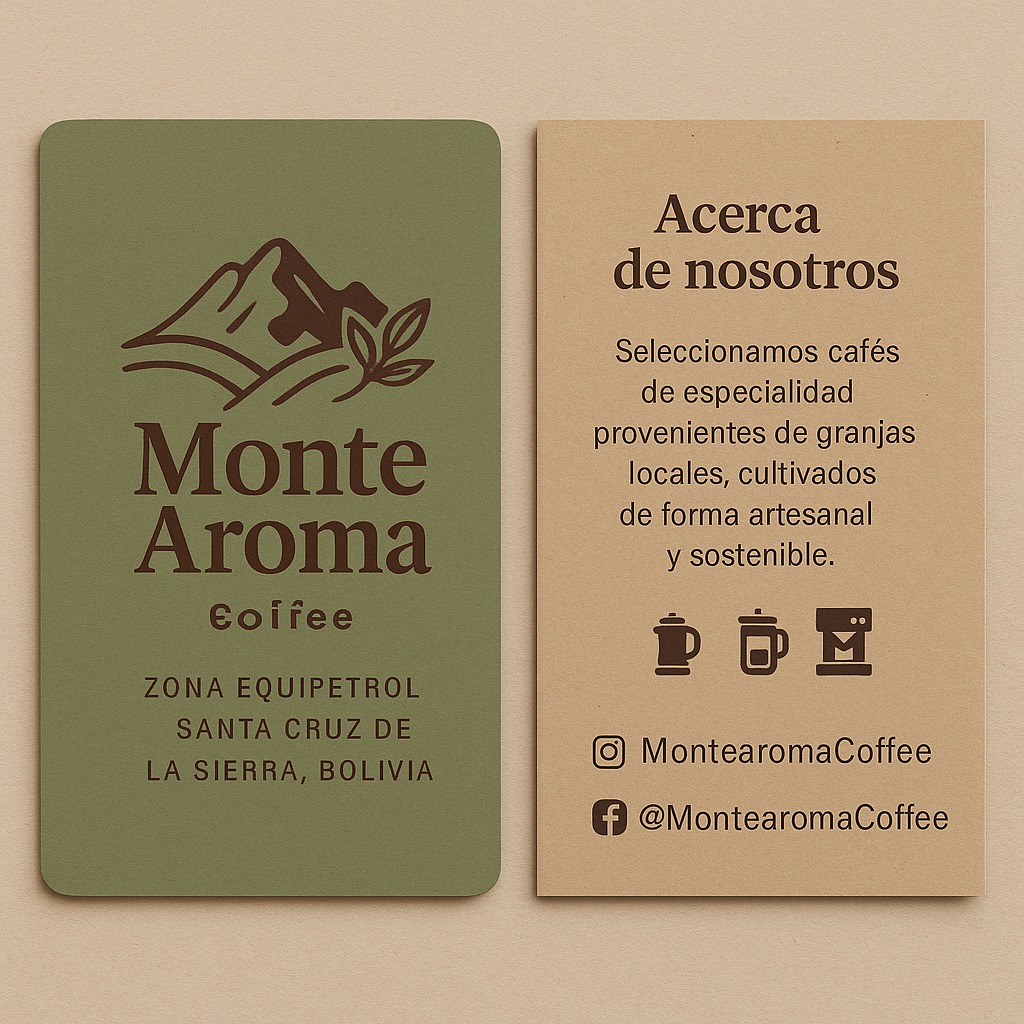 Monte
Aroma
Coffee
ZONA EQUIPETROL
SANTA CRUZ DE
LA SIERRA, BOLIVIA
Acerca
de nosotros
Seleccionamos cafés
de especialidad
provenientes de granjas
locales, cultivados
de forma artesanal
y sostenible.
MontearomaCoffee
@MontearomaCoffee